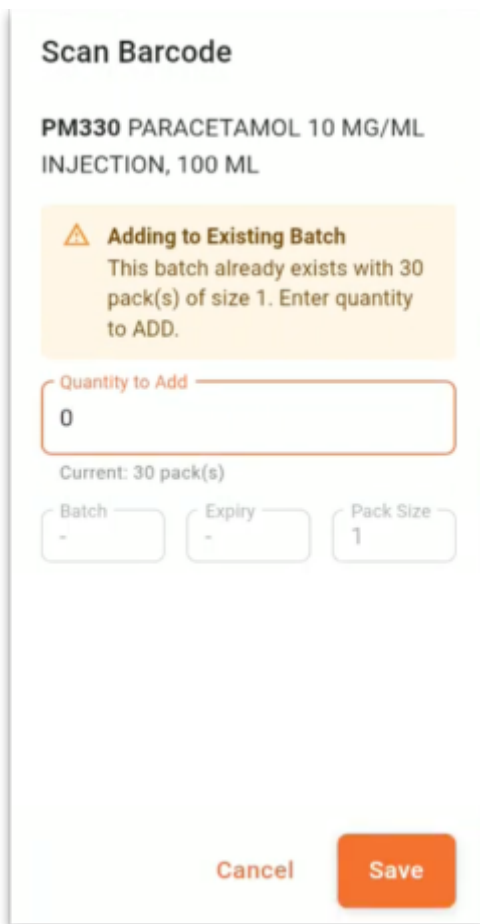 Scan Barcode
PM330 PARACETAMOL 10 MG/ML
INJECTION, 100 ML
Adding to Existing Batch
This batch already exists with 30
pack(s) of size 1. Enter quantity
to ADD.
Quantity to Add
0
Current: 30 pack(s)
Batch Expiry Pack Size
- - 1
Cancel Save